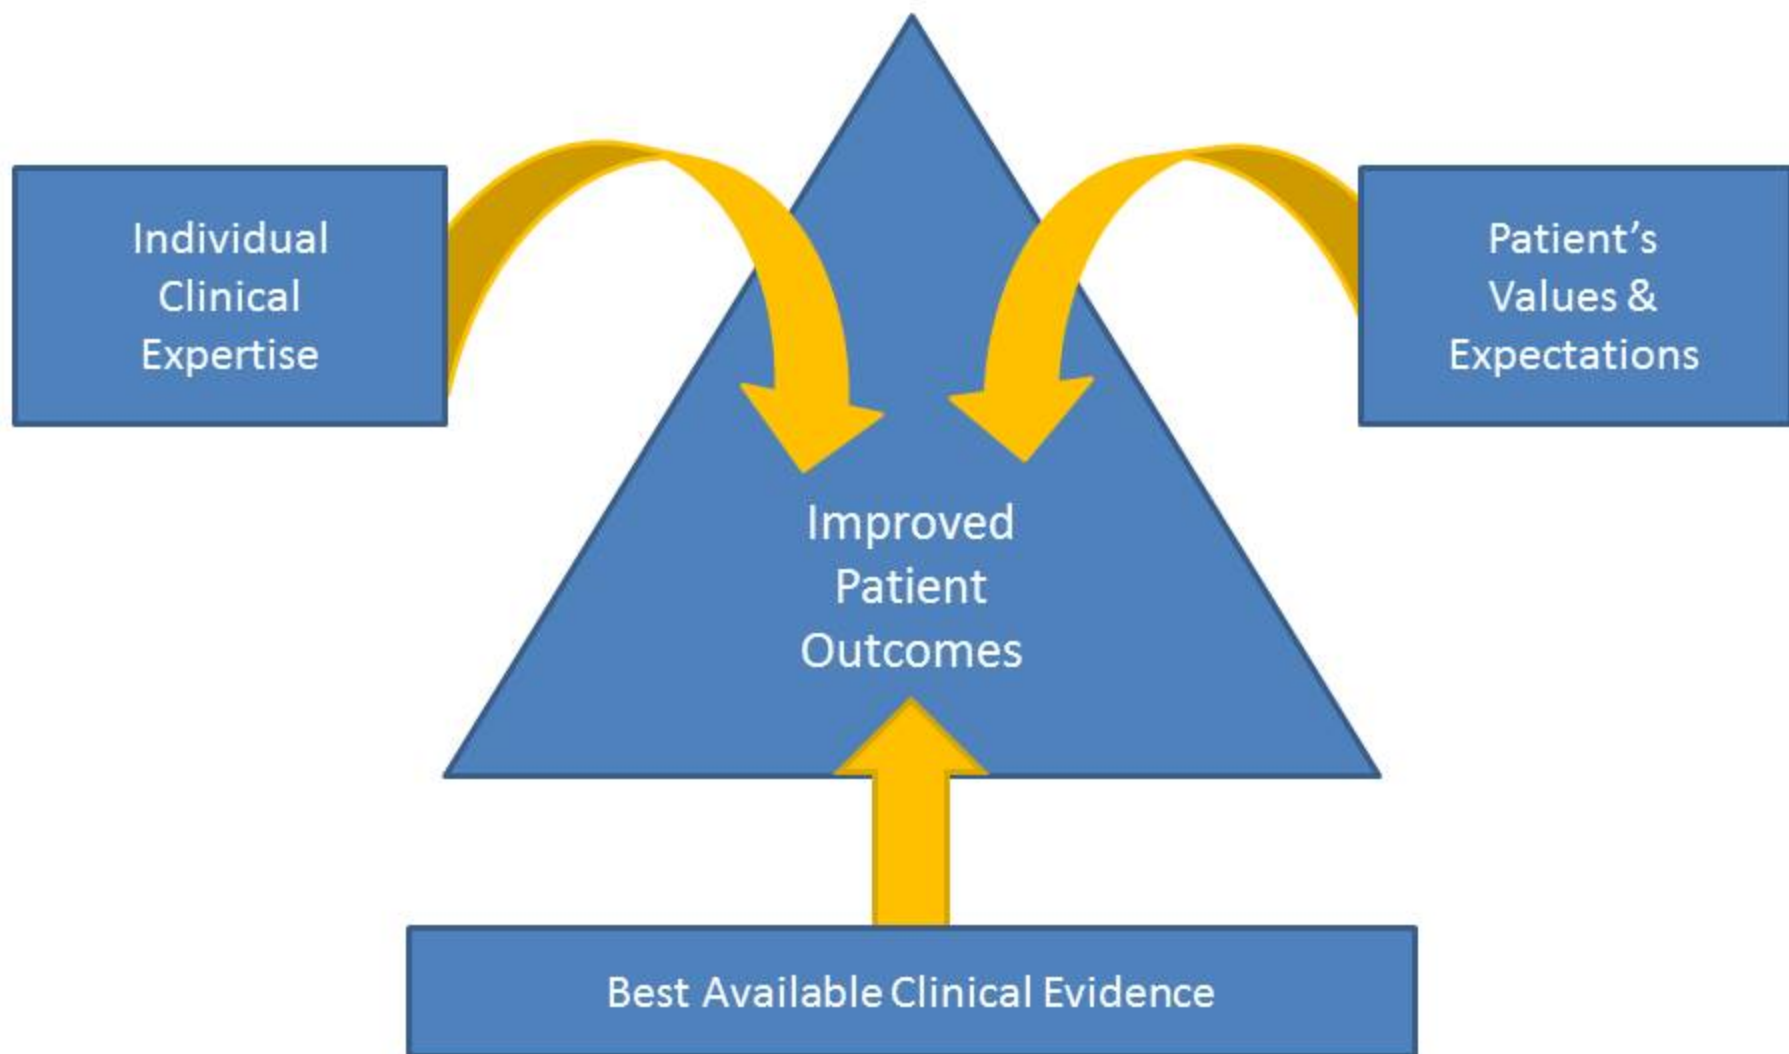 Individual
Clinical
Expertise
Patient’s
Values &
Expectations
Improved
Patient
Outcomes
Best Available Clinical Evidence